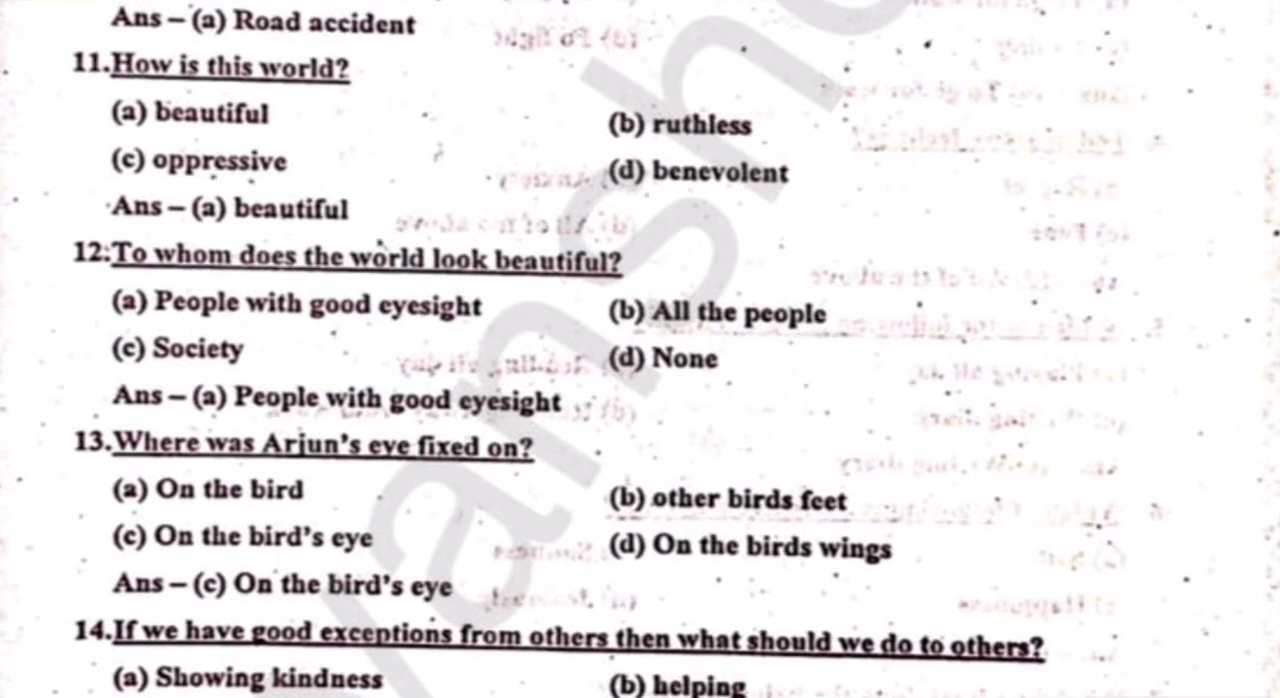 Ans – (a) Road accident
11.How is this world?
(a) beautiful (b) ruthless
(c) oppressive (d) benevolent
Ans – (a) beautiful
12.To whom does the world look beautiful?
(a) People with good eyesight (b) All the people
(c) Society (d) None
Ans – (a) People with good eyesight
13.Where was Arjun's eye fixed on?
(a) On the bird (b) other birds feet
(c) On the bird's eye (d) On the birds wings
Ans – (c) On the bird's eye
14.If we have good exceptions from others then what should we do to others?
(a) Showing kindness (b) helping